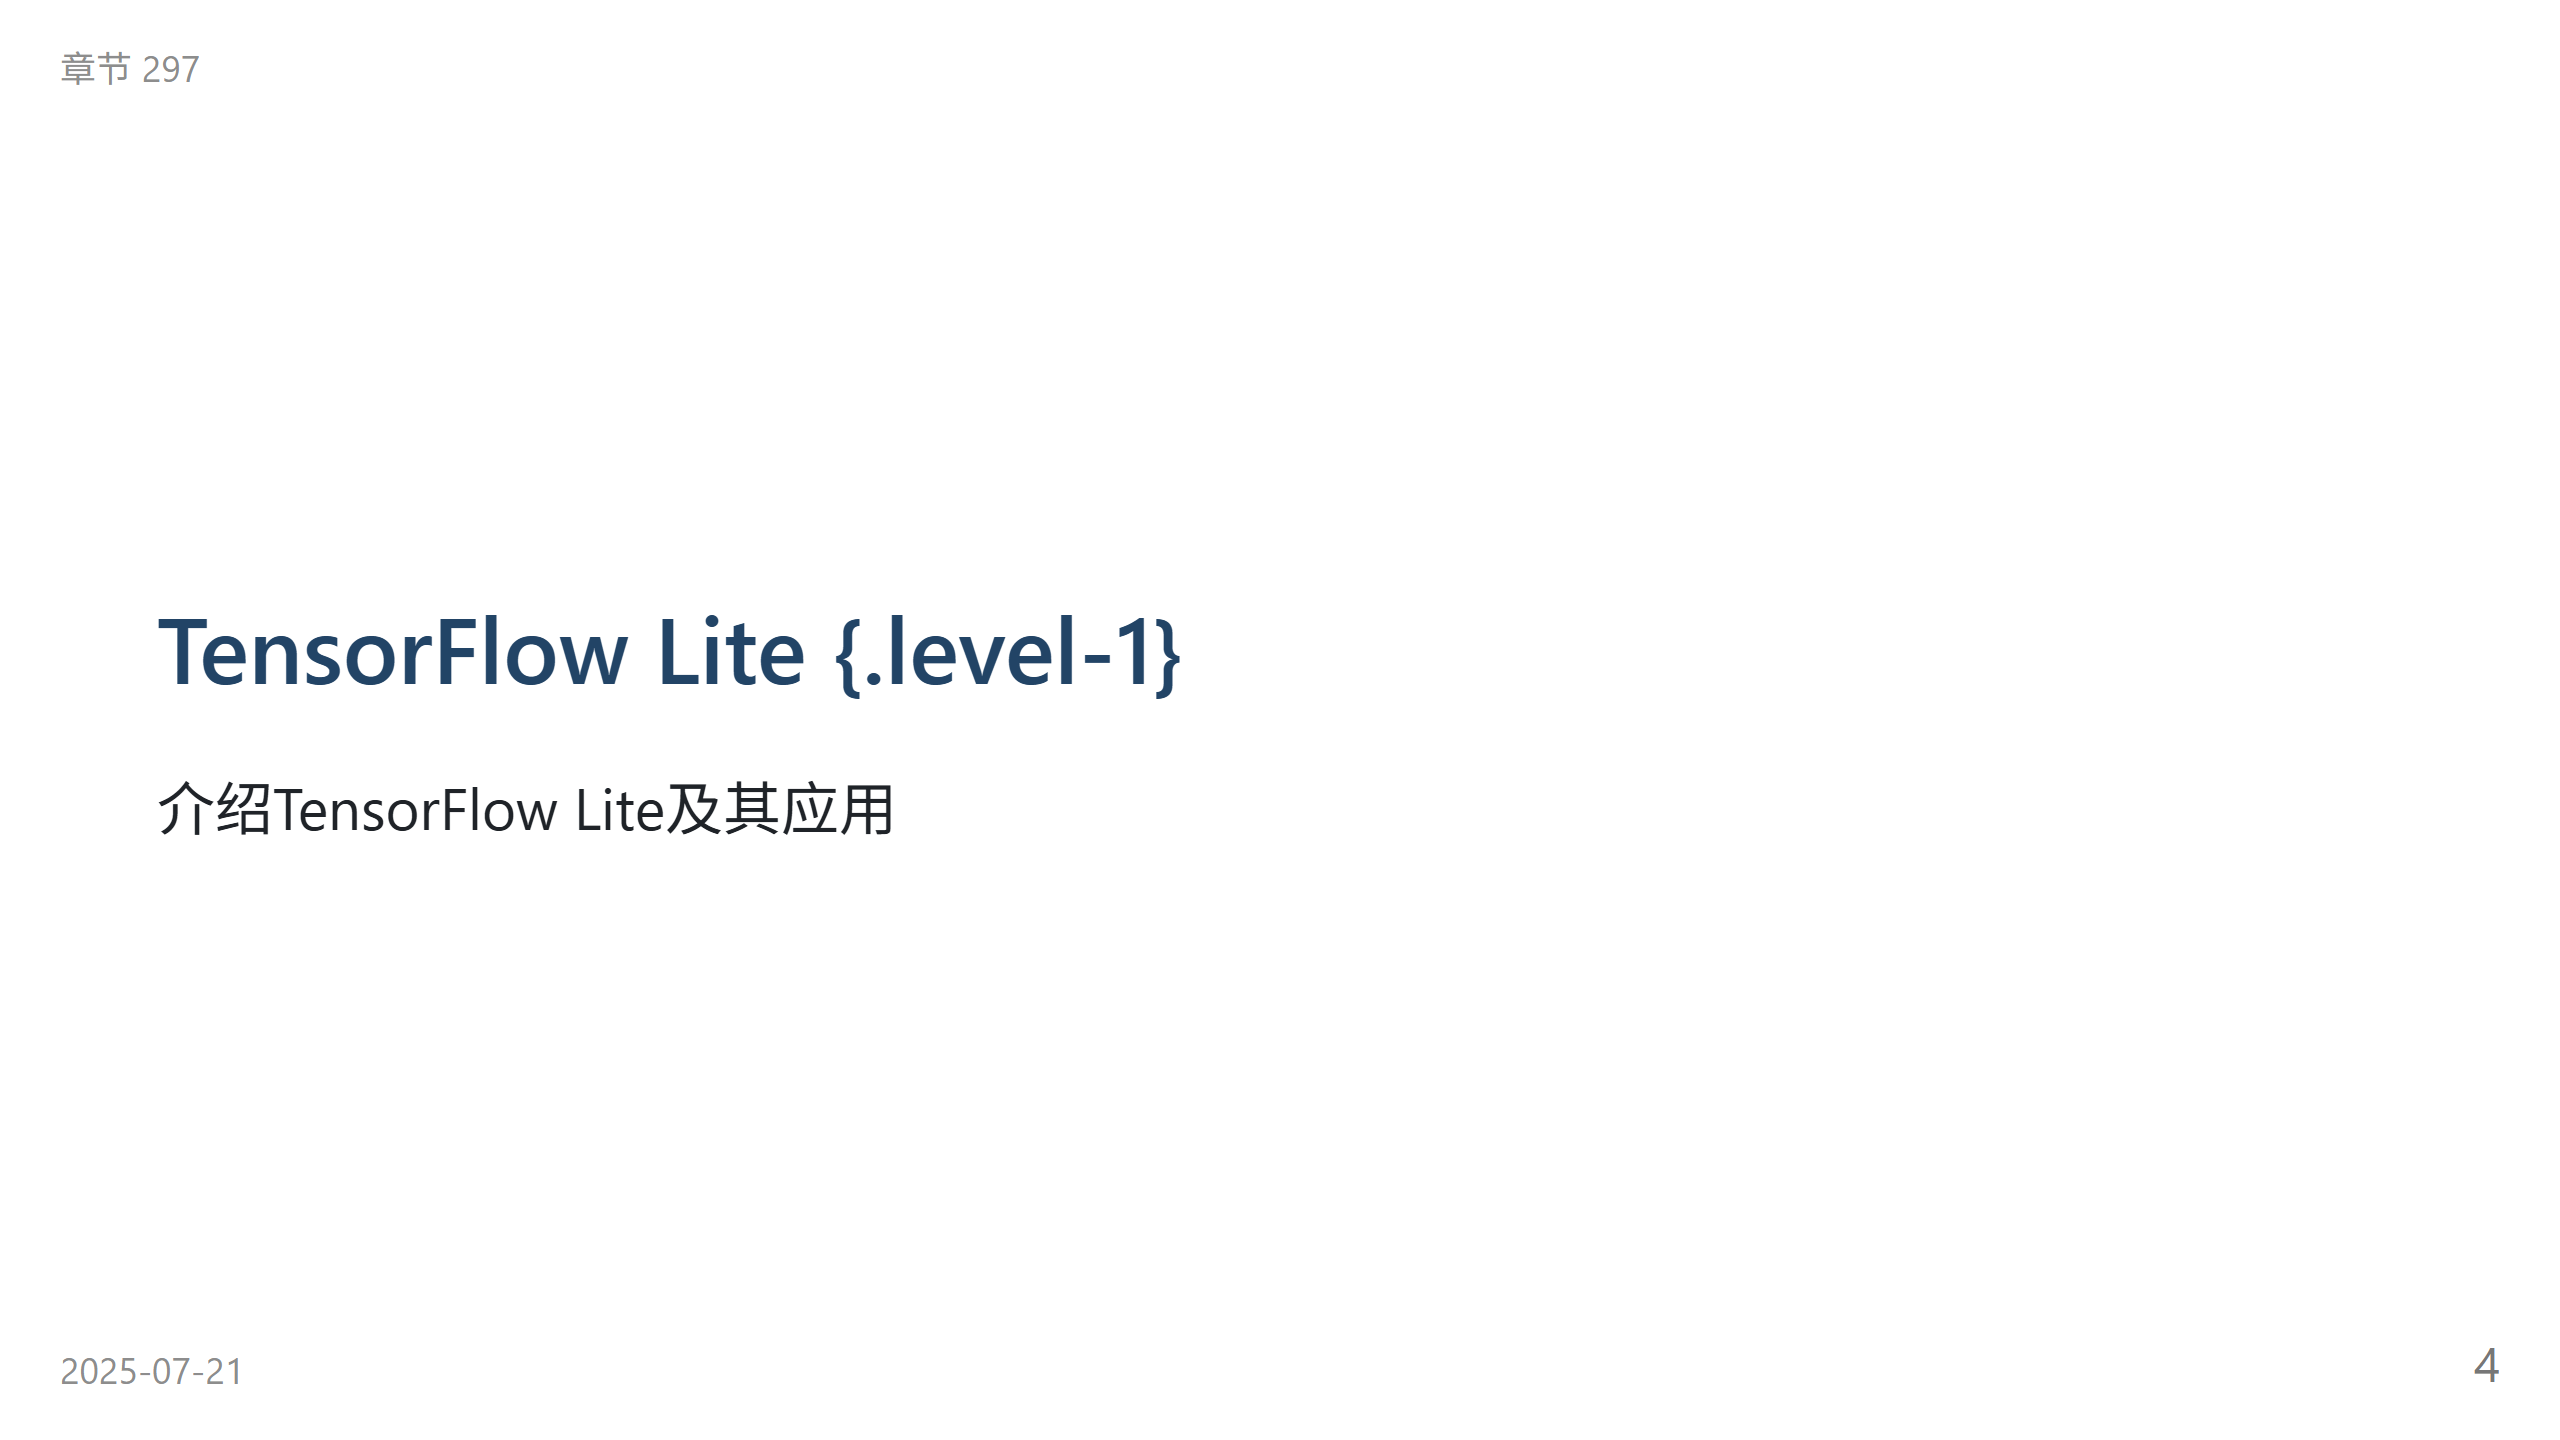 章节 297
TensorFlow Lite {.level-1}
介绍TensorFlow Lite及其应用
2025-07-21
4